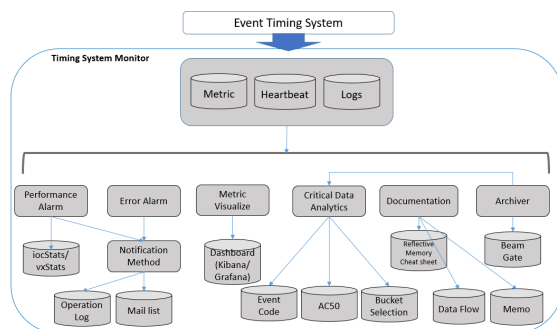 Event Timing System
Timing System Monitor
Metric
Heartbeat
Logs
Performance
Alarm
Error Alarm
Metric
Visualize
Critical Data
Analytics
Documentation
Archiver
iocStats/
vxStats
Notification
Method
Dashboard
(Kibana/
Grafana)
Reflective
Memory
Cheat sheet
Beam
Gate
Operation
Log
Mail list
Event
Code
AC50
Bucket
Selection
Data Flow
Memo